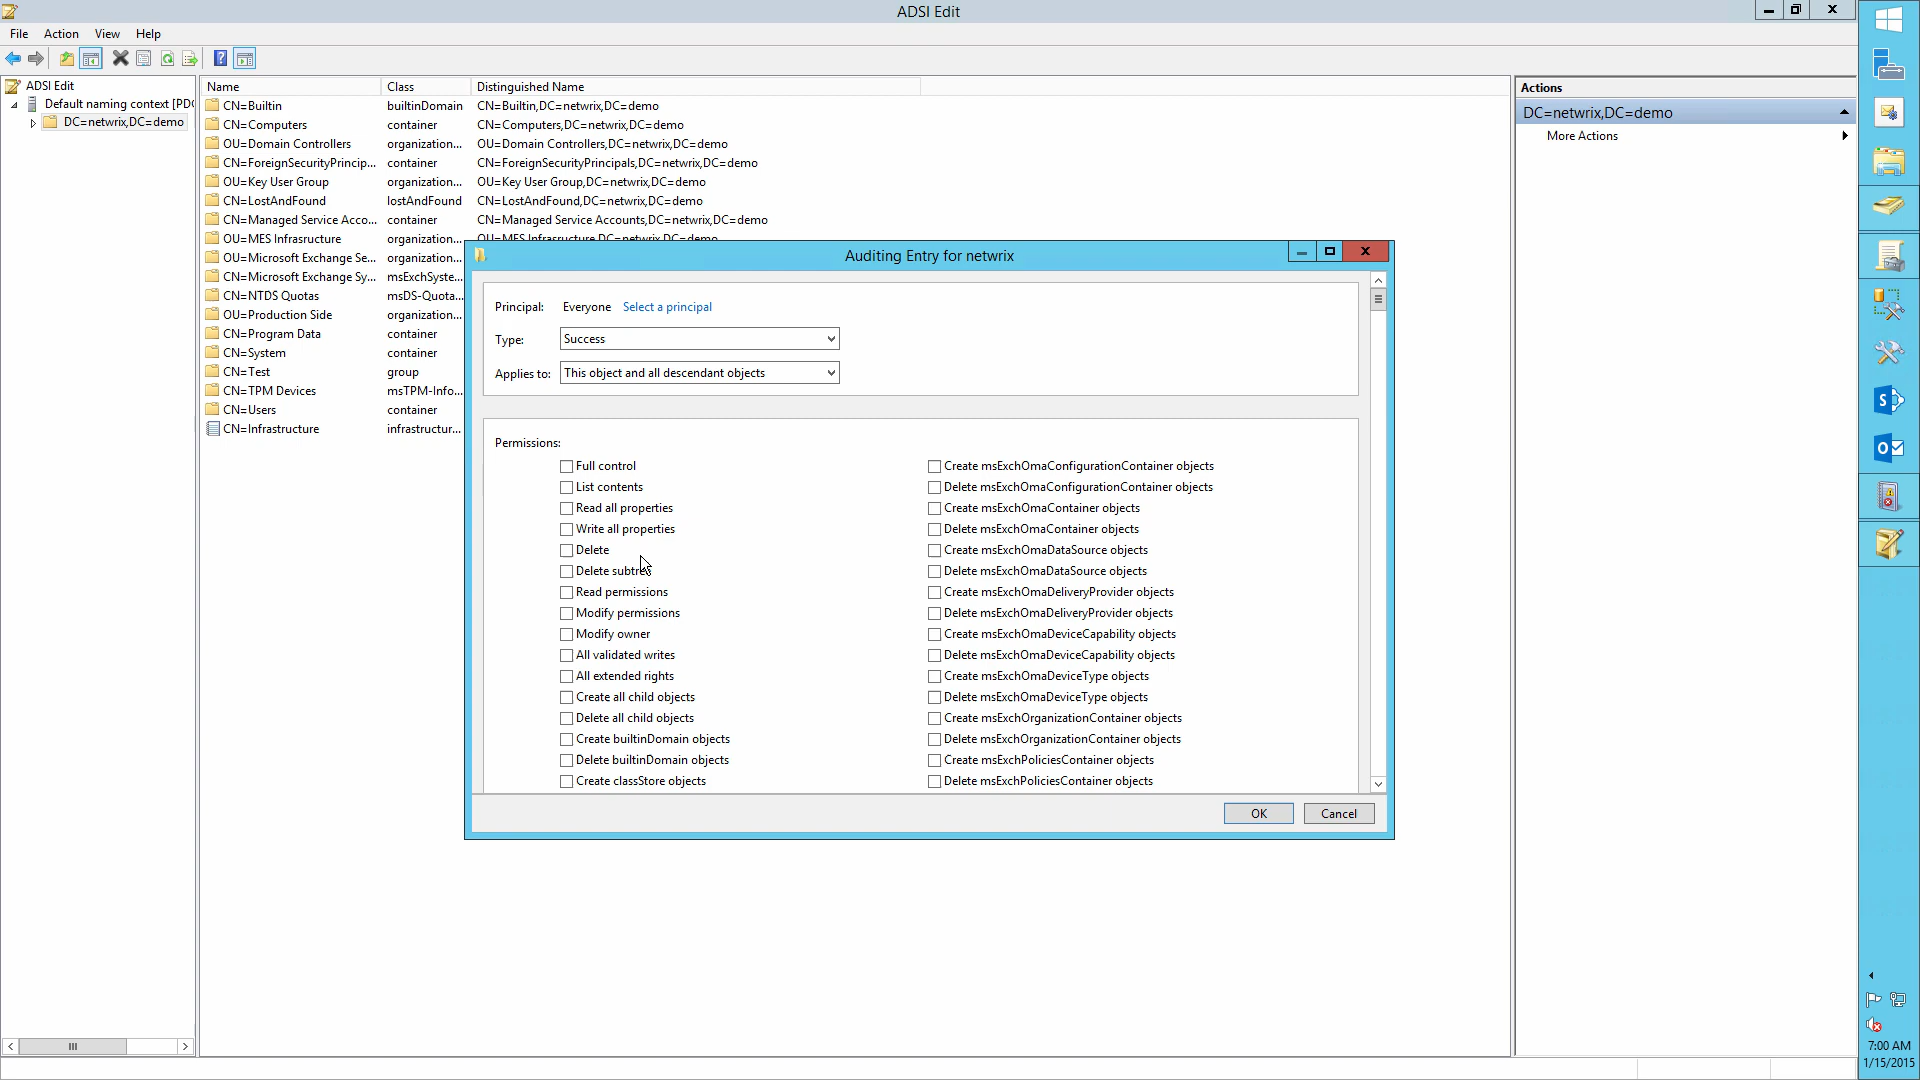 ADSI Edit
File Action View Help
ADSI Edit
Default naming context [PDC
DC=netwrix,DC=demo
Name Class Distinguished Name
CN=Builtin builtinDomain CN=Builtin,DC=netwrix,DC=demo
CN=Computers container CN=Computers,DC=netwrix,DC=demo
OU=Domain Controllers organization... OU=Domain Controllers,DC=netwrix,DC=demo
CN=ForeignSecurityPrincip... container CN=ForeignSecurityPrincipals,DC=netwrix,DC=demo
OU=Key User Group organization... OU=Key User Group,DC=netwrix,DC=demo
CN=LostAndFound lostAndFound CN=LostAndFound,DC=netwrix,DC=demo
CN=Managed Service Acco... container CN=Managed Service Accounts,DC=netwrix,DC=demo
OU=MES Infrasructure organization... OU=MES Infrasructure,DC=netwrix,DC=demo
OU=Microsoft Exchange Se... organization...
CN=Microsoft Exchange Sy... msExchSyste...
CN=NTDS Quotas msDS-Quota...
OU=Production Side organization...
CN=Program Data container
CN=System container
CN=Test group
CN=TPM Devices msTPM-Info...
CN=Users container
CN=Infrastructure infrastructur...
Auditing Entry for netwrix
Principal: Everyone Select a principal
Type: Success
Applies to: This object and all descendant objects
Permissions:
Full control Create msExchOmaConfigurationContainer objects
List contents Delete msExchOmaConfigurationContainer objects
Read all properties Create msExchOmaContainer objects
Write all properties Delete msExchOmaContainer objects
Delete Create msExchOmaDataSource objects
Delete subtree Delete msExchOmaDataSource objects
Read permissions Create msExchOmaDeliveryProvider objects
Modify permissions Delete msExchOmaDeliveryProvider objects
Modify owner Create msExchOmaDeviceCapability objects
All validated writes Delete msExchOmaDeviceCapability objects
All extended rights Create msExchOmaDeviceType objects
Create all child objects Delete msExchOmaDeviceType objects
Delete all child objects Create msExchOrganizationContainer objects
Create builtinDomain objects Delete msExchOrganizationContainer objects
Delete builtinDomain objects Create msExchPoliciesContainer objects
Create classStore objects Delete msExchPoliciesContainer objects
OK Cancel
Actions
DC=netwrix,DC=demo
More Actions
7:00 AM
1/15/2015